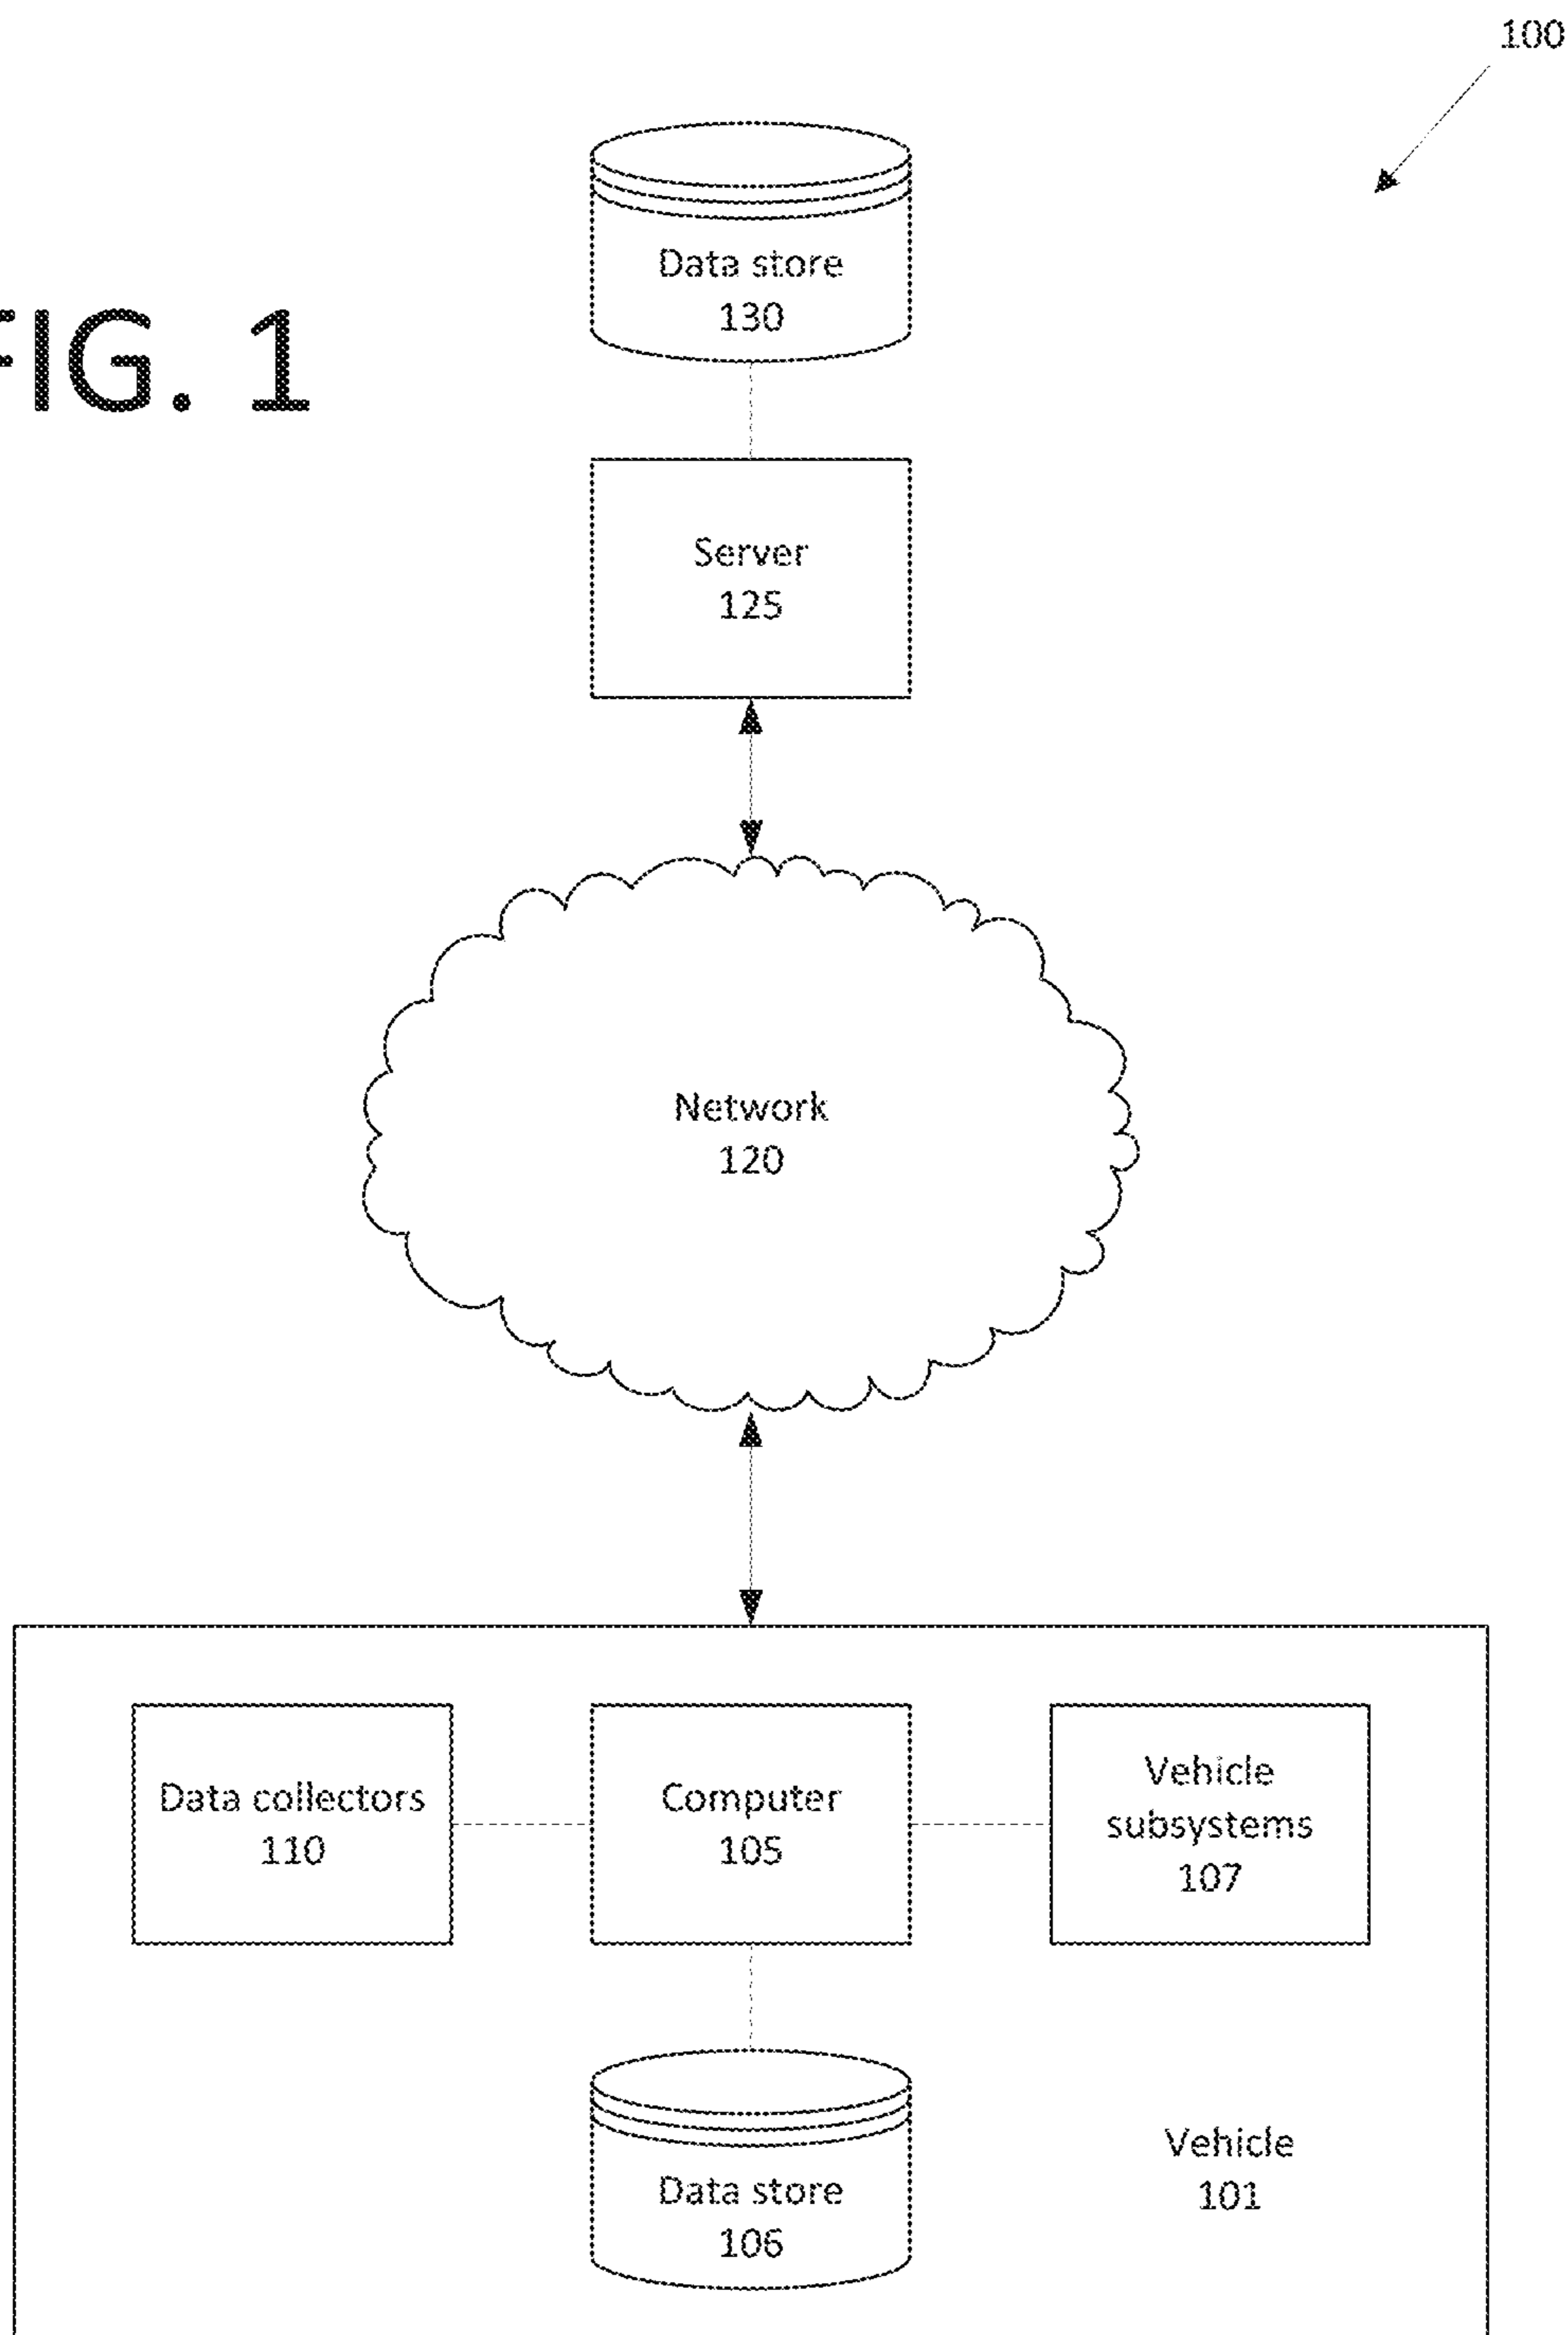 100
Data store
130
FIG. 1
Server
125
Network
120
Data collectors
110
Computer
105
Vehicle
subsystems
107
Data store
106
Vehicle
101